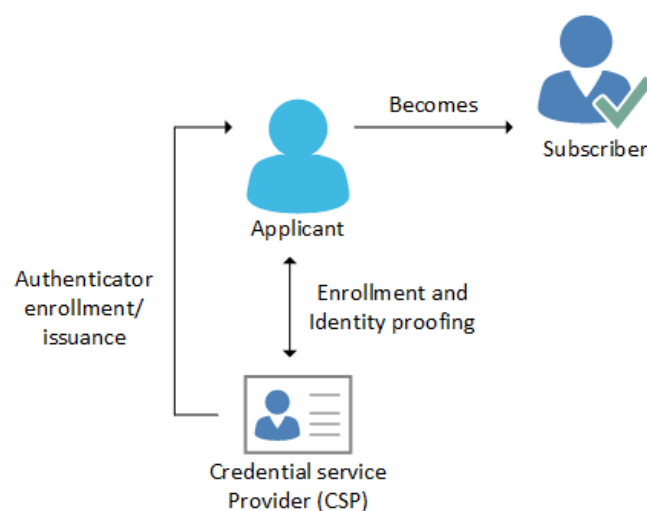 Becomes
Subscriber
Applicant
Authenticator
enrollment/
issuance
Enrollment and
Identity proofing
Credential service
Provider (CSP)